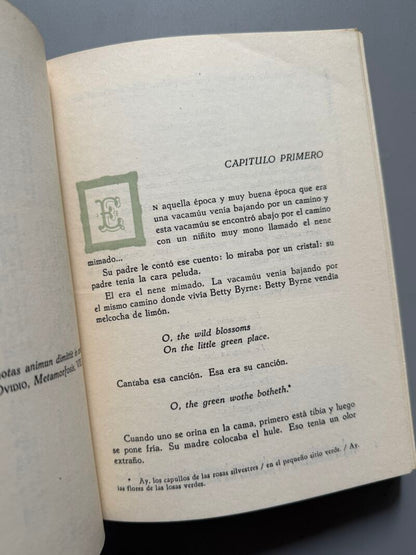 otas animun dimittit in
OVIDIO, Metamorfosis, VI
CAPITULO PRIMERO
EN aquella época y muy buena época que era
una vacamúu venía bajando por un camino y
esta vacamúu se encontró abajo por el camino
con un niñito muy mono llamado el nene
mimado...
Su padre le contó ese cuento: lo miraba por un cristal: su
padre tenía la cara peluda.
El era el nene mimado. La vacamúu venía bajando por
el mismo camino donde vivía Betty Byrne: Betty Byrne vendía
melcocha de limón.
O, the wild blossoms
On the little green place.
Cantaba esa canción. Esa era su canción.
O, the green wothe botheth.*
Cuando uno se orina en la cama, primero está tibia y luego
se pone fría. Su madre colocaba el hule. Eso tenía un olor
extraño.
* Ay, los capullos de las rosas silvestres / en el pequeño sitio verde. / Ay,
las flores de las losas verdes.